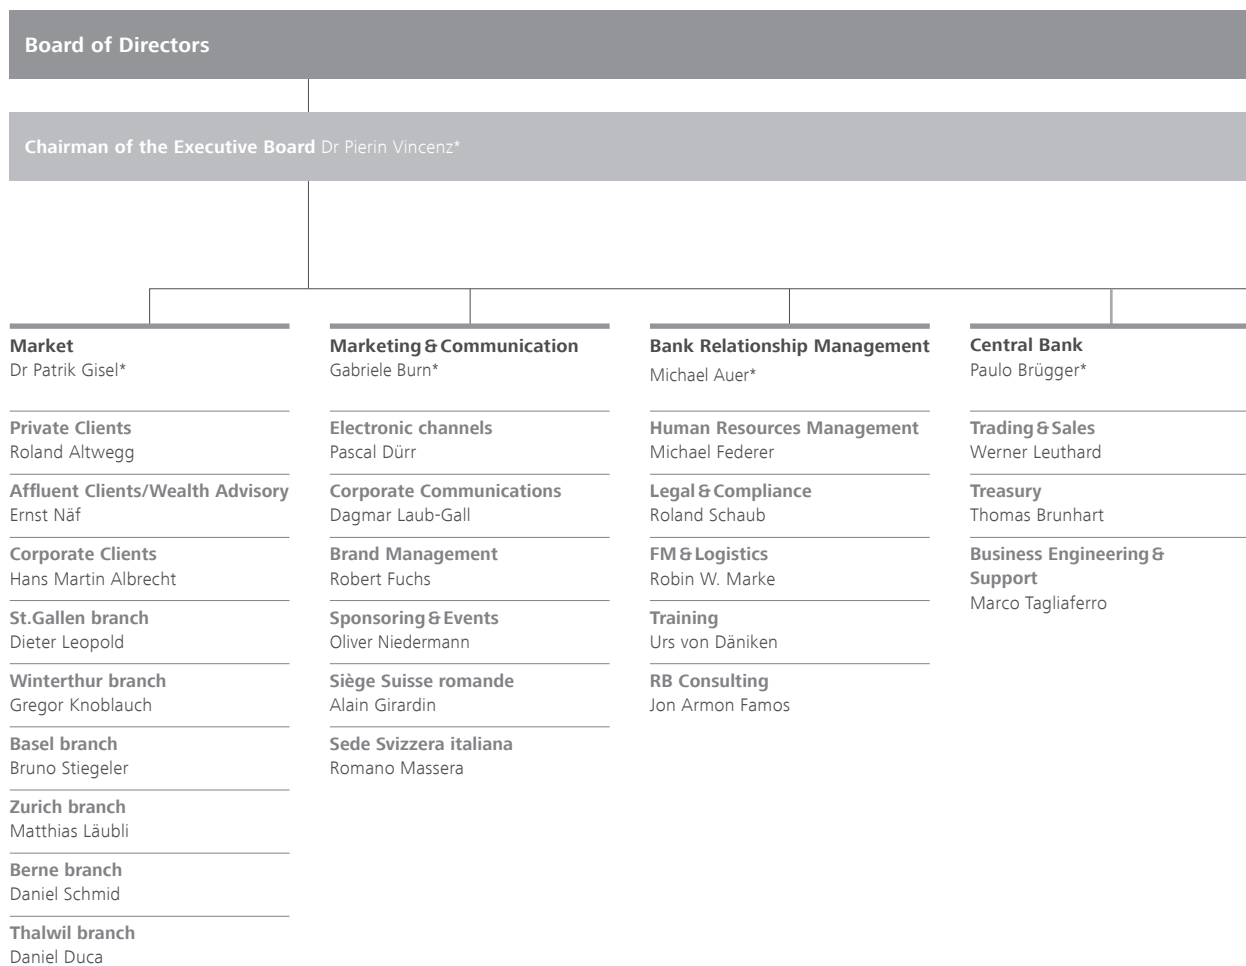 Board of Directors
Chairman of the Executive Board Dr Pierin Vincenz*
Market
Dr Patrik Gisel*
Private Clients
Roland Altwegg
Affluent Clients/Wealth Advisory
Ernst Näf
Corporate Clients
Hans Martin Albrecht
St.Gallen branch
Dieter Leopold
Winterthur branch
Gregor Knoblauch
Basel branch
Bruno Stiegeler
Zurich branch
Matthias Läubli
Berne branch
Daniel Schmid
Thalwil branch
Daniel Duca
Marketing & Communication
Gabriele Burn*
Electronic channels
Pascal Dürr
Corporate Communications
Dagmar Laub-Gall
Brand Management
Robert Fuchs
Sponsoring & Events
Oliver Niedermann
Siège Suisse romande
Alain Girardin
Sede Svizzera italiana
Romano Massera
Bank Relationship Management
Michael Auer*
Human Resources Management
Michael Federer
Legal & Compliance
Roland Schaub
FM & Logistics
Robin W. Marke
Training
Urs von Däniken
RB Consulting
Jon Armon Famos
Central Bank
Paulo Brügger*
Trading & Sales
Werner Leuthard
Treasury
Thomas Brunhart
Business Engineering &
Support
Marco Tagliaferro